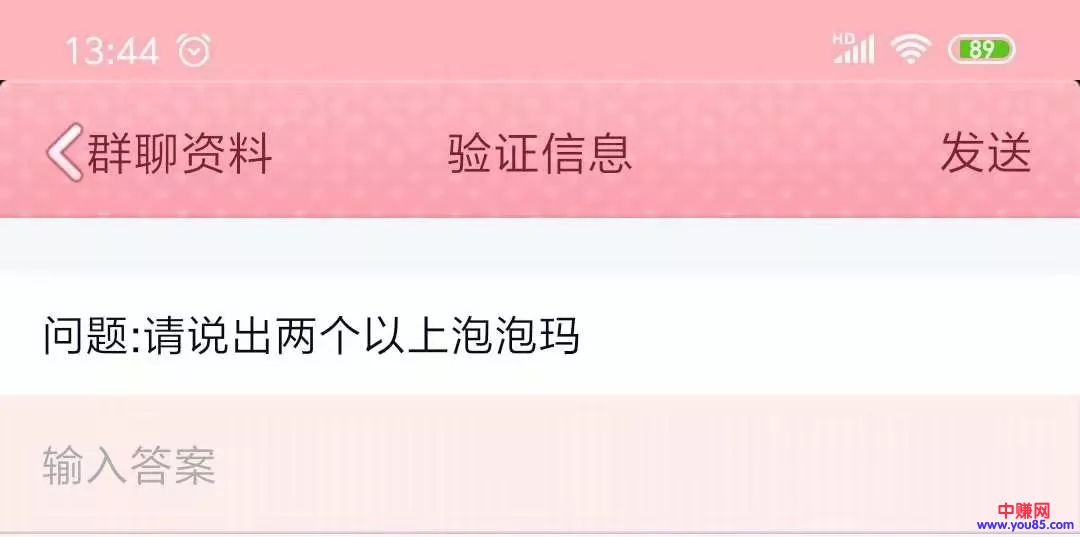 13:44 HD 89
群聊资料 验证信息 发送
问题:请说出两个以上泡泡玛
输入答案
中赚网
www.you85.com